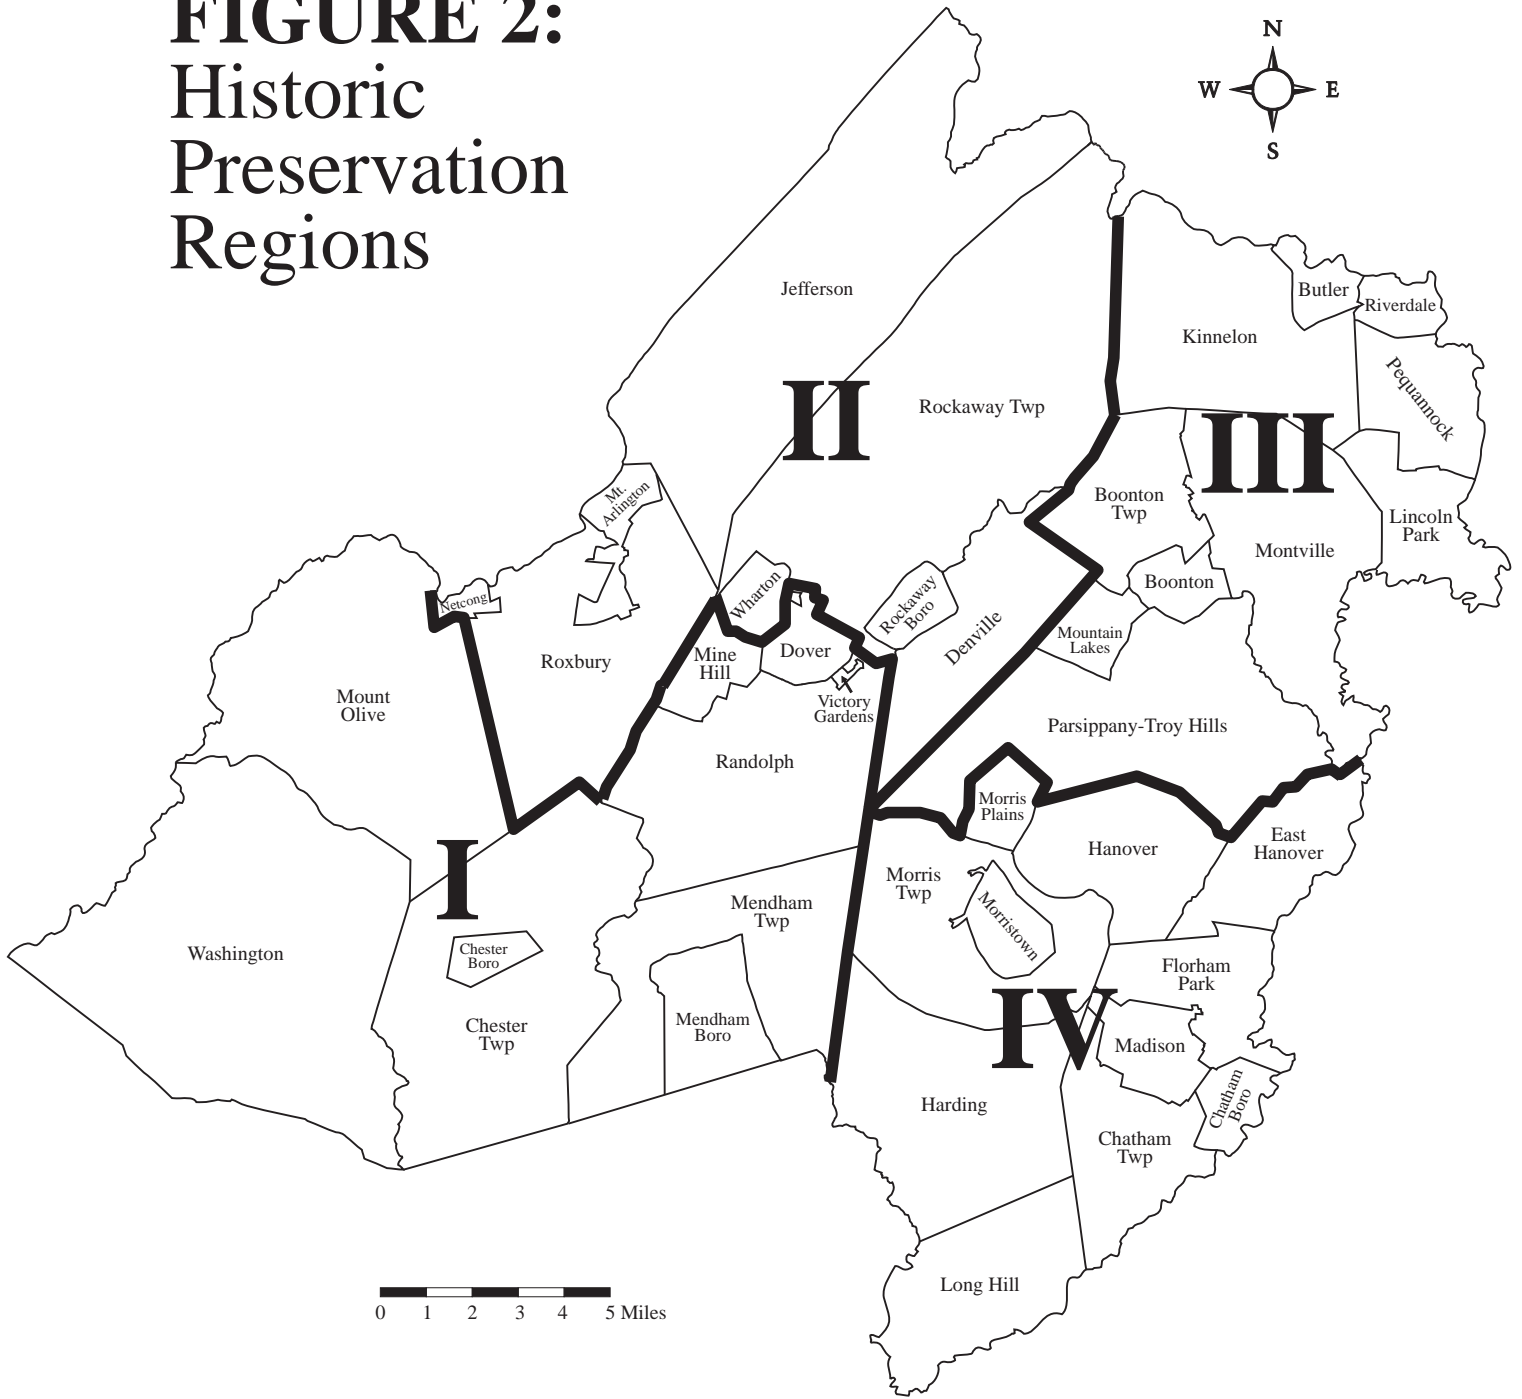 FIGURE 2:
Historic
Preservation
Regions
N
W
E
S
Jefferson
Butler
Riverdale
Kinnelon
Pequannock
II
Rockaway Twp
III
Mt.
Arlington
Boonton
Twp
Lincoln
Park
Montville
Netcong
Wharton
Rockaway
Boro
Boonton
Denville
Mountain
Lakes
Roxbury
Mine
Hill
Dover
Victory
Gardens
Mount
Olive
Parsippany-Troy Hills
Randolph
Morris
Plains
I
Hanover
East
Hanover
Morris
Twp
Mendham
Twp
Morristown
Washington
Chester
Boro
Florham
Park
IV
Chester
Twp
Mendham
Boro
Madison
Harding
Chatham
Boro
Chatham
Twp
Long Hill
0 1 2 3 4 5 Miles